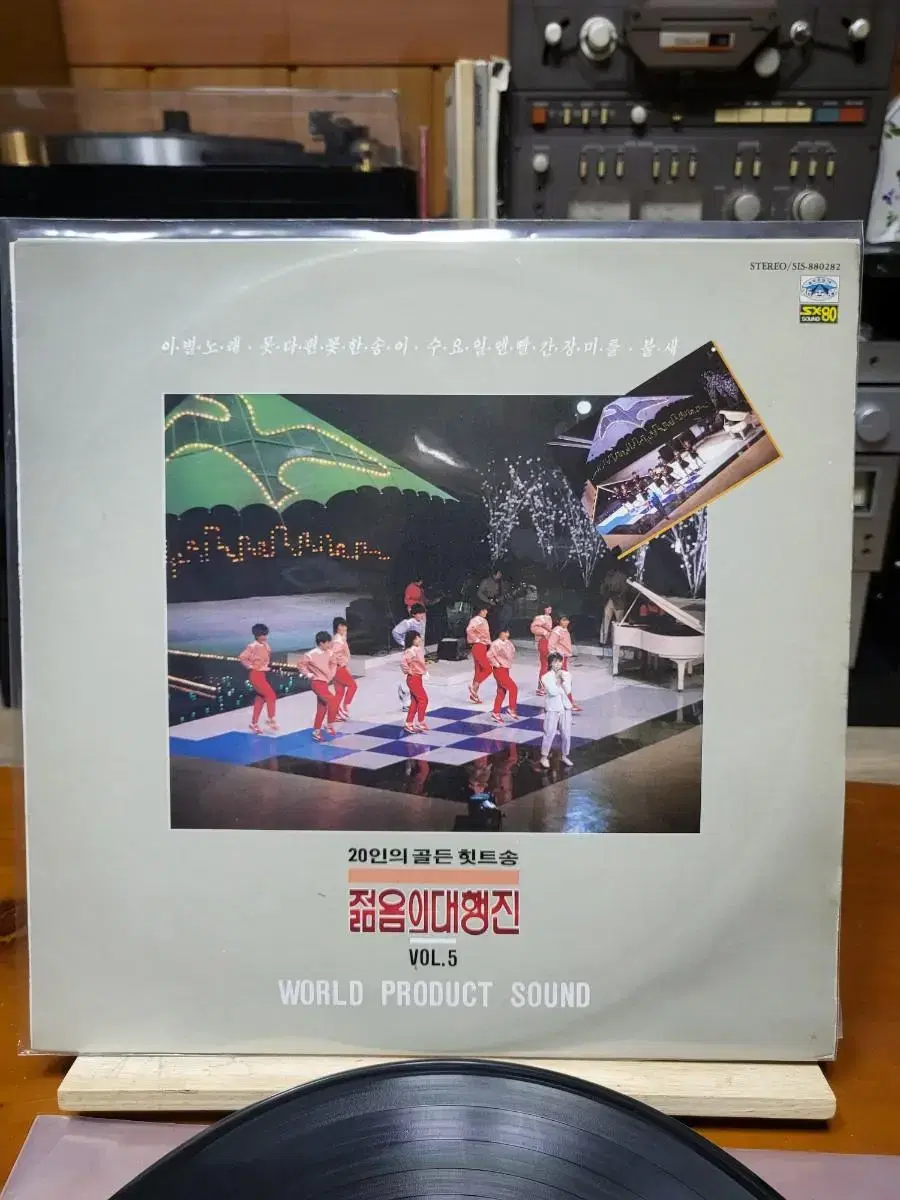 STEREO/SIS-880282
SX-80
SOUND
이·별·노·래·못·다·핀·꽃·한·송·이·수·요·일·엔·빨·간·장·미·를·불·새
20인의 골든 힛트송
젊음의대행진
VOL.5
WORLD PRODUCT SOUND